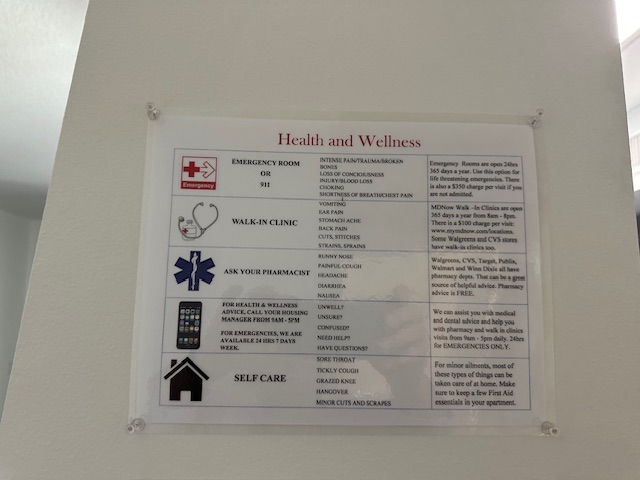 Health and Wellness
Emergency
EMERGENCY ROOM
OR
911
INTENSE PAIN/TRAUMA/BROKEN
BONES
LOSS OF CONCIOUSNESS
INJURY/BLOOD LOSS
CHOKING
SHORTNESS OF BREATH/CHEST PAIN
Emergency Rooms are open 24hrs
365 days a year. Use this option for
life threatening emergencies. There
is also a $350 charge per visit if you
are not admitted.
WALK-IN CLINIC
VOMITING
EAR PAIN
STOMACH ACHE
BACK PAIN
CUTS, STITCHES
STRAINS, SPRAINS
MDNow Walk -In Clinics are open
365 days a year from 8am - 8pm.
There is a $100 charge per visit:
www.mymdnow.com/locations.
Some Walgreens and CVS stores
have walk-in clinics too.
ASK YOUR PHARMACIST
RUNNY NOSE
PAINFUL COUGH
HEADACHE
DIARRHEA
NAUSEA
Walgreens, CVS, Target, Publix,
Walmart and Winn Dixie all have
pharmacy depts. That can be a great
source of helpful advice. Pharmacy
advice is FREE.
FOR HEALTH & WELLNESS
ADVICE, CALL YOUR HOUSING
MANAGER FROM 9AM - 5PM
FOR EMERGENCIES, WE ARE
AVAILABLE 24 HRS 7 DAYS
WEEK.
UNWELL?
UNSURE?
CONFUSED?
NEED HELP?
HAVE QUESTIONS?
We can assist you with medical
and dental advice and help you
with pharmacy and walk in clinics
visits from 9am - 5pm daily, 24hrs
for EMERGENCIES ONLY.
SELF CARE
SORE THROAT
TICKLY COUGH
GRAZED KNEE
HANGOVER
MINOR CUTS AND SCRAPES
For minor ailments, most of
these types of things can be
taken care of at home. Make
sure to keep a few First Aid
essentials in your apartment.